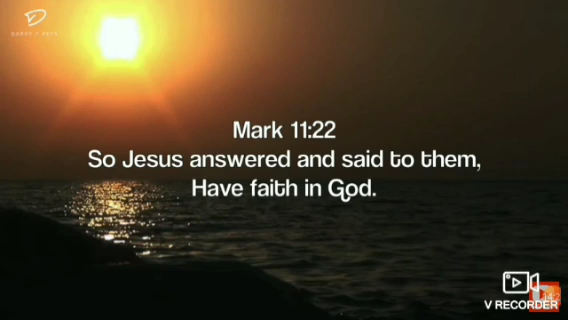 Mark 11:22
So Jesus answered and said to them,
Have faith in God.
V RECORDER